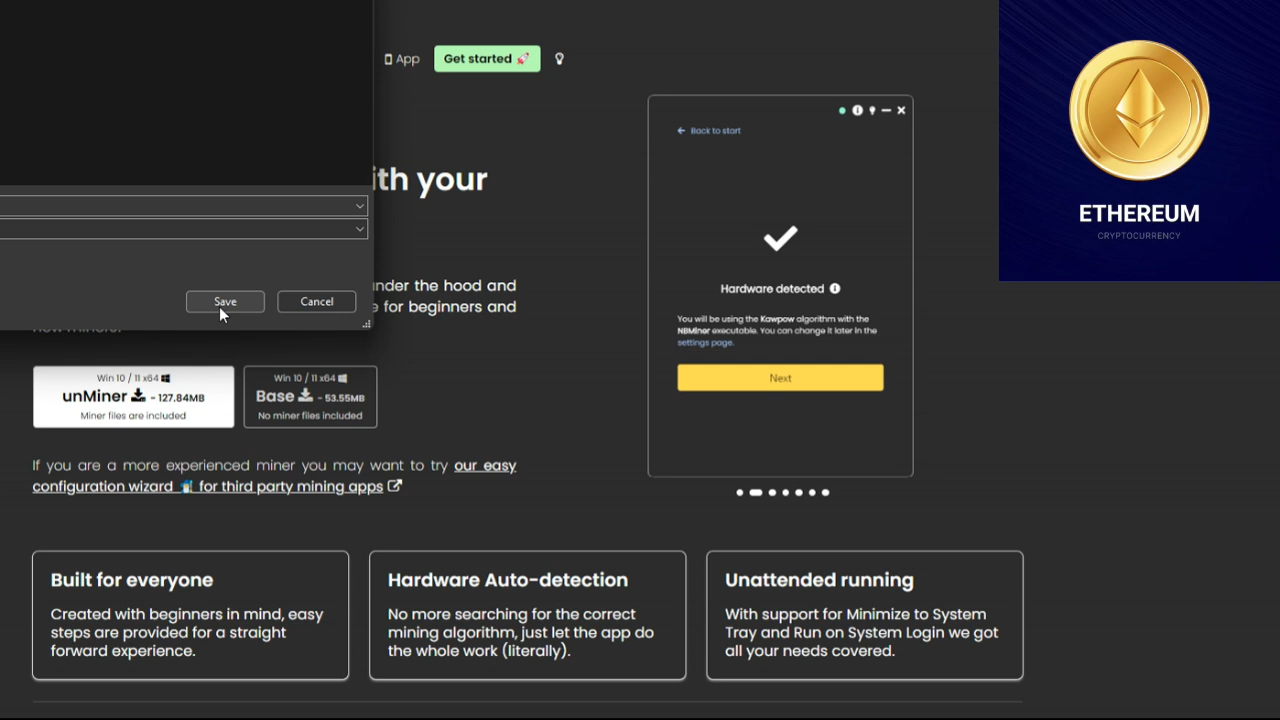 App
Get started 🚀
ith your
nder the hood and
e for beginners and
new miners.
Save
Cancel
Win 10 / 11 x64
unMiner - 127.84MB
Miner files are included
Win 10 / 11 x64
Base - 53.55MB
No miner files included
If you are a more experienced miner you may want to try our easy
configuration wizard for third party mining apps
Back to start
Hardware detected
You will be using the Kawpow algorithm with the
NBMiner executable. You can change it later in the
settings page.
Next
ETHEREUM
CRYPTOCURRENCY
Built for everyone
Created with beginners in mind, easy
steps are provided for a straight
forward experience.
Hardware Auto-detection
No more searching for the correct
mining algorithm, just let the app do
the whole work (literally).
Unattended running
With support for Minimize to System
Tray and Run on System Login we got
all your needs covered.